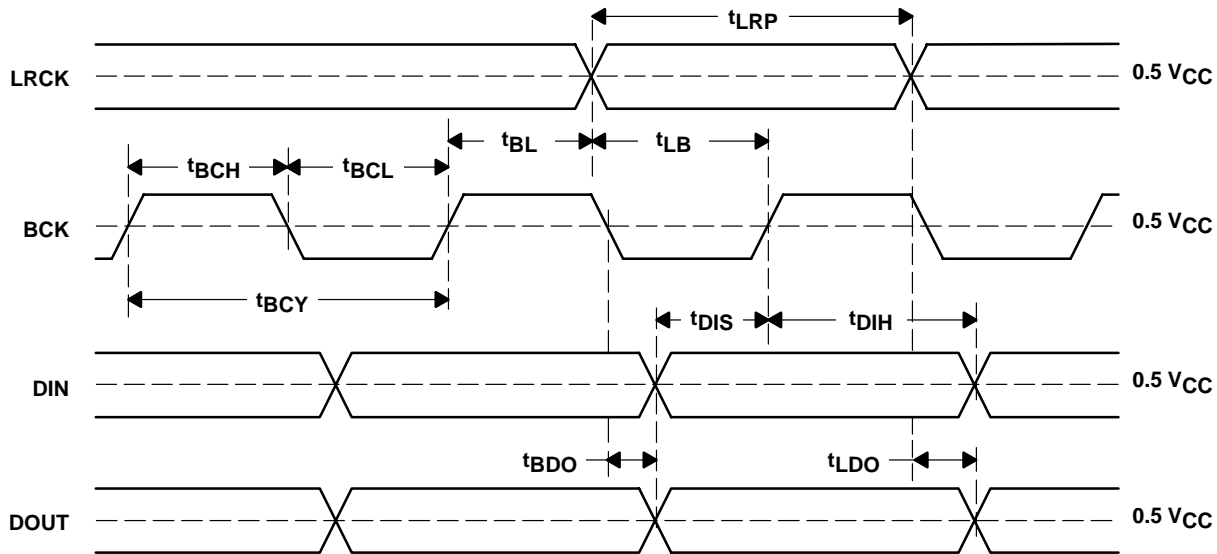 tLRP
LRCK
0.5 VCC
tBL
tLB
tBCH
tBCL
BCK
0.5 VCC
tBCY
tDIS
tDIH
DIN
0.5 VCC
tBDO
tLDO
DOUT
0.5 VCC